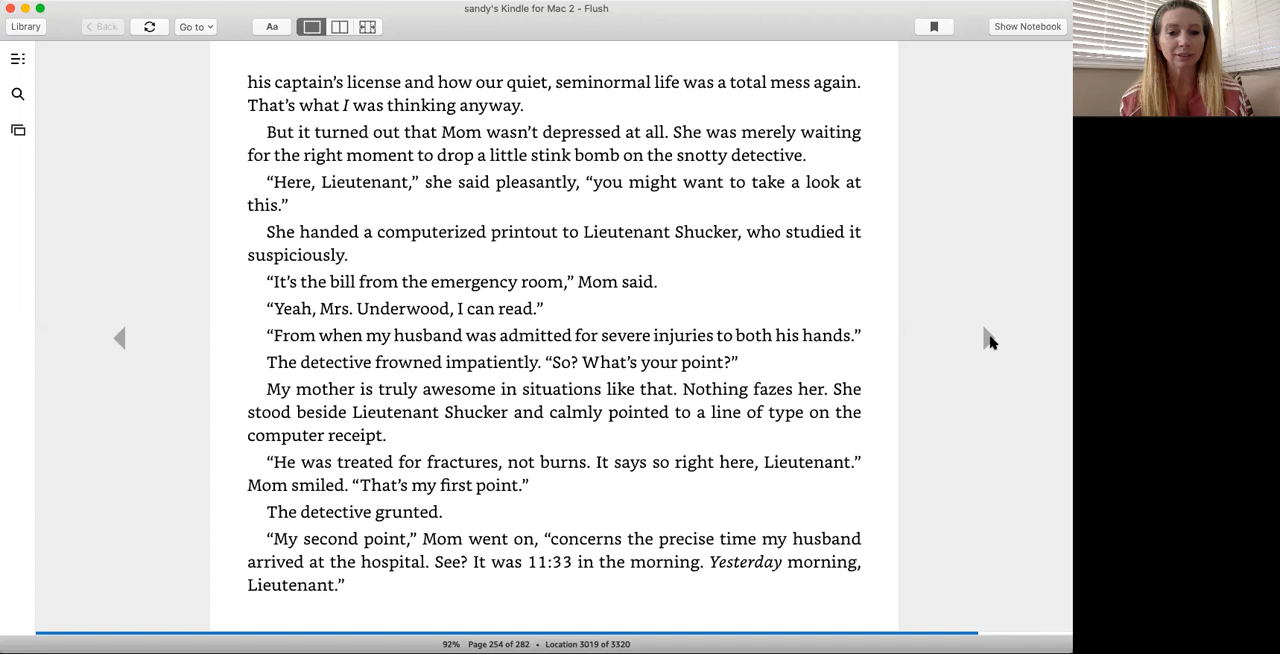 sandy's Kindle for Mac 2 - Flush
Library
Back
Go to
Aa
Show Notebook
his captain’s license and how our quiet, seminormal life was a total mess again.
That’s what I was thinking anyway.
But it turned out that Mom wasn’t depressed at all. She was merely waiting
for the right moment to drop a little stink bomb on the snotty detective.
“Here, Lieutenant,” she said pleasantly, “you might want to take a look at
this.”
She handed a computerized printout to Lieutenant Shucker, who studied it
suspiciously.
“It’s the bill from the emergency room,” Mom said.
“Yeah, Mrs. Underwood, I can read.”
“From when my husband was admitted for severe injuries to both his hands.”
The detective frowned impatiently. “So? What’s your point?”
My mother is truly awesome in situations like that. Nothing fazes her. She
stood beside Lieutenant Shucker and calmly pointed to a line of type on the
computer receipt.
“He was treated for fractures, not burns. It says so right here, Lieutenant.”
Mom smiled. “That’s my first point.”
The detective grunted.
“My second point,” Mom went on, “concerns the precise time my husband
arrived at the hospital. See? It was 11:33 in the morning. Yesterday morning,
Lieutenant.”
92% Page 254 of 282 • Location 3019 of 3320